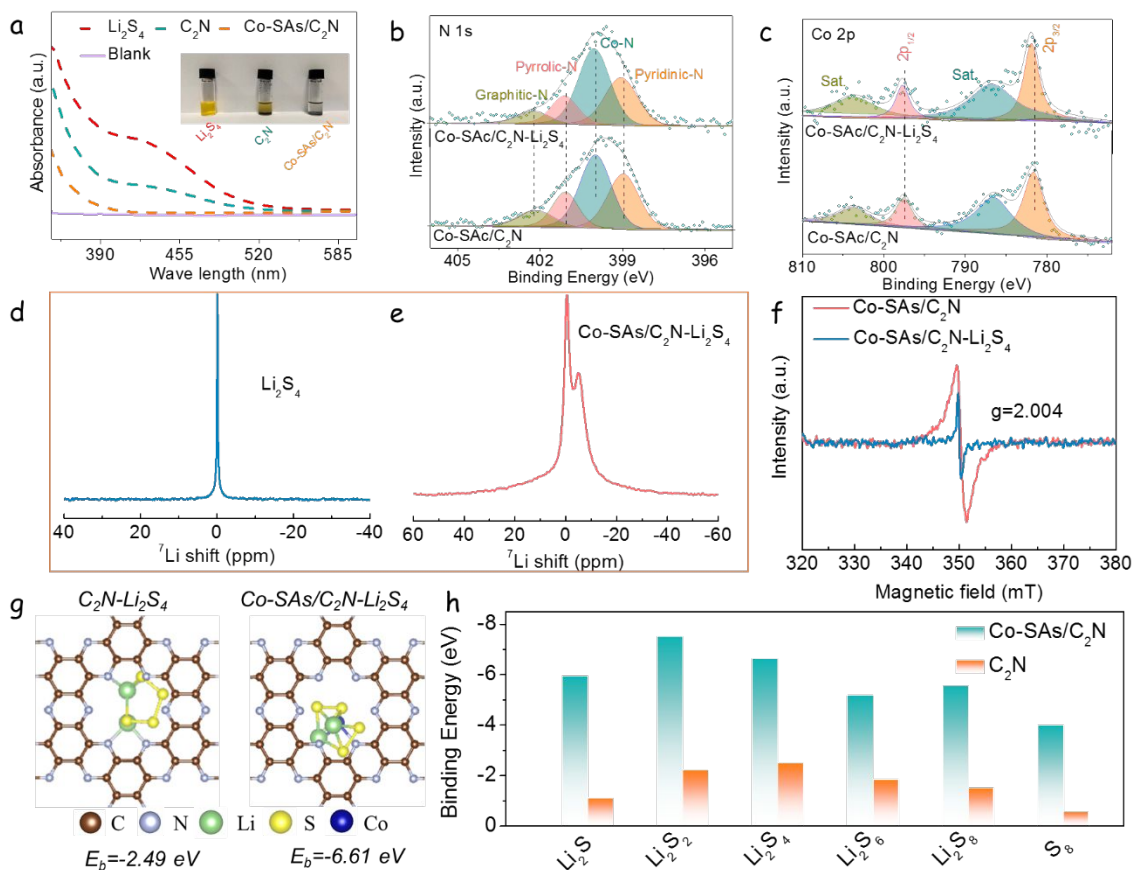 a
Li2S4 C2N Co-SAs/C2N
Blank
Li2S4
C2N
Co-SAs/C2N
Absorbance (a.u.)
390 455 520 585
Wave length (nm)
b
N 1s
Co-N
Pyrrolic-N
Pyridinic-N
Graphitic-N
Co-SAc/C2N-Li2S4
Co-SAc/C2N
Intensity (a.u.)
405 402 399 396
Binding Energy (eV)
c
Co 2p
2p1/2
2p3/2
Sat.
Sat.
Co-SAc/C2N-Li2S4
Co-SAc/C2N
Intensity (a.u.)
810 800 790 780
Binding Energy (eV)
d
Li2S4
40 20 0 -20 -40
7Li shift (ppm)
e
Co-SAs/C2N-Li2S4
60 40 20 0 -20 -40 -60
7Li shift (ppm)
f
Co-SAs/C2N
Co-SAs/C2N-Li2S4
g=2.004
Intensity (a.u.)
320 330 340 350 360 370 380
Magnetic field (mT)
g
C2N-Li2S4
Co-SAs/C2N-Li2S4
C N Li S Co
Eb=-2.49 eV
Eb=-6.61 eV
h
Co-SAs/C2N
C2N
Binding Energy (eV)
-8
-6
-4
-2
0
Li2S Li2S2 Li2S4 Li2S6 Li2S8 S8